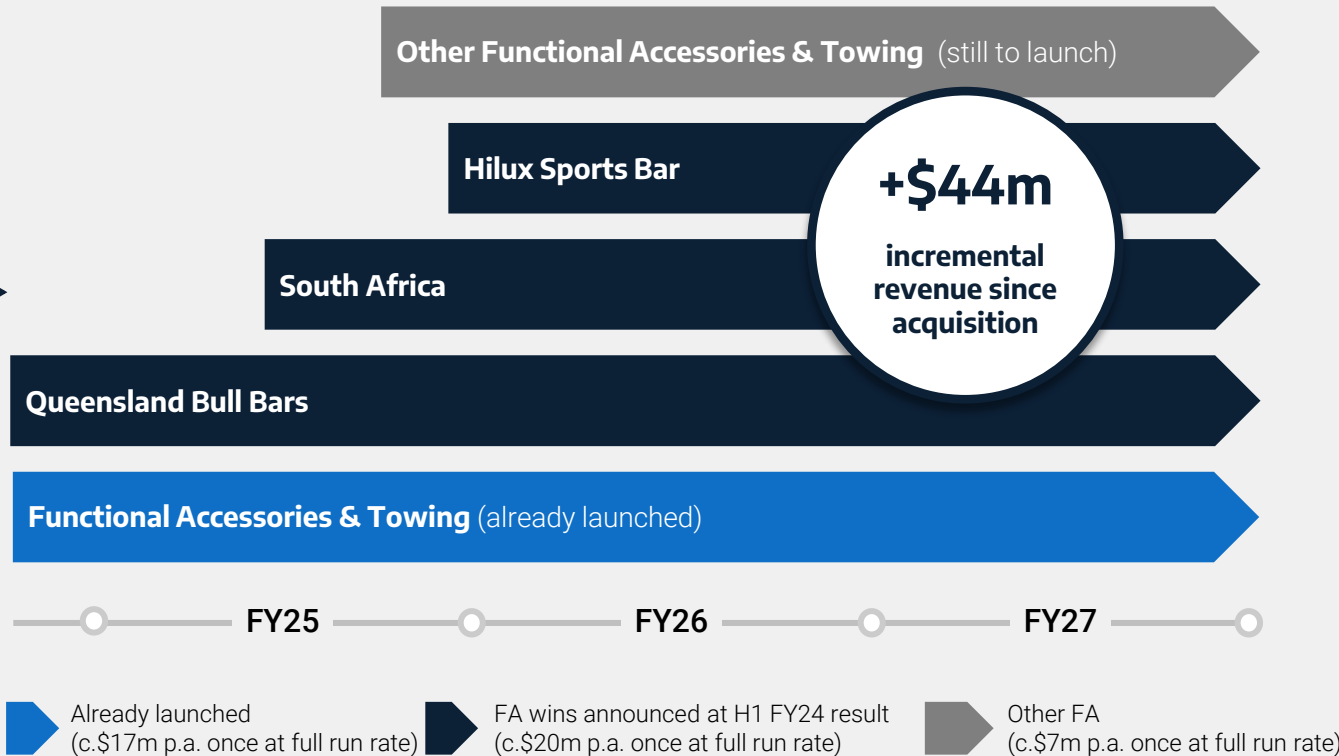 Other Functional Accessories & Towing (still to launch)
Hilux Sports Bar
+$44m
incremental
revenue since
acquisition
South Africa
Queensland Bull Bars
Functional Accessories & Towing (already launched)
FY25 FY26 FY27
Already launched
(c.$17m p.a. once at full run rate)
FA wins announced at H1 FY24 result
(c.$20m p.a. once at full run rate)
Other FA
(c.$7m p.a. once at full run rate)